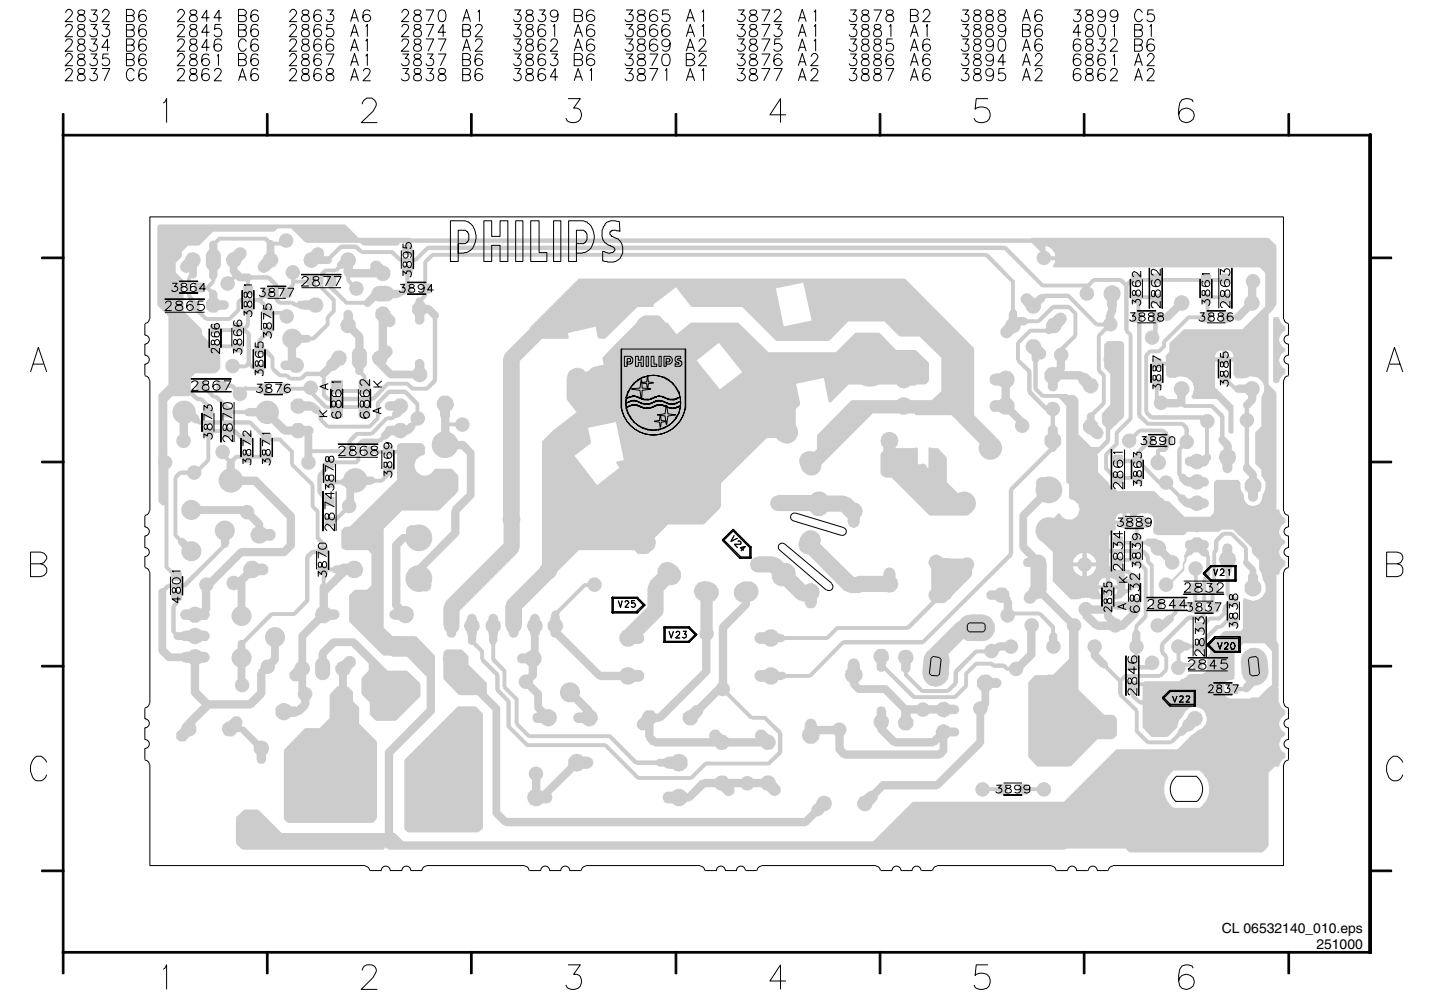 2832 B6 2844 B6 2863 A6 2870 A1 3839 B6 3865 A1 3872 A1 3878 B2 3888 A6 3899 C5
2833 B6 2845 B6 2865 A1 2874 B2 3861 A6 3866 A1 3873 A1 3881 A1 3889 B6 4801 B1
2834 B6 2846 C6 2866 A1 2877 A2 3862 A6 3869 A2 3875 A1 3885 A6 3890 A6 6832 B6
2835 B6 2861 B6 2867 A1 3837 B6 3863 B6 3870 B2 3876 A2 3886 A6 3894 A2 6861 A2
2837 C6 2862 A6 2868 A2 3838 B6 3864 A1 3871 A1 3877 A2 3887 A6 3895 A2 6862 A2
1 2 3 4 5 6
PHILIPS
3895
3864 3881 3877 2877 3894
2865
3862 2862 3861 2863
3888 3886
2866 3866 3875
3865
PHILIPS
A A
3887 3885
2867 3876
K A 6861 6862 K A
3873 2870
3872 3871
2868 3869
3890
3878
2861 3863
2874
3889
3870
V24
2834 3839
B B
4801
V21
2835 A K 6832
2832
2844 3837 3838
V25
V23
2833
V20
2845
2846
2837
V22
C C
3899
CL 06532140_010.eps
251000
1 2 3 4 5 6